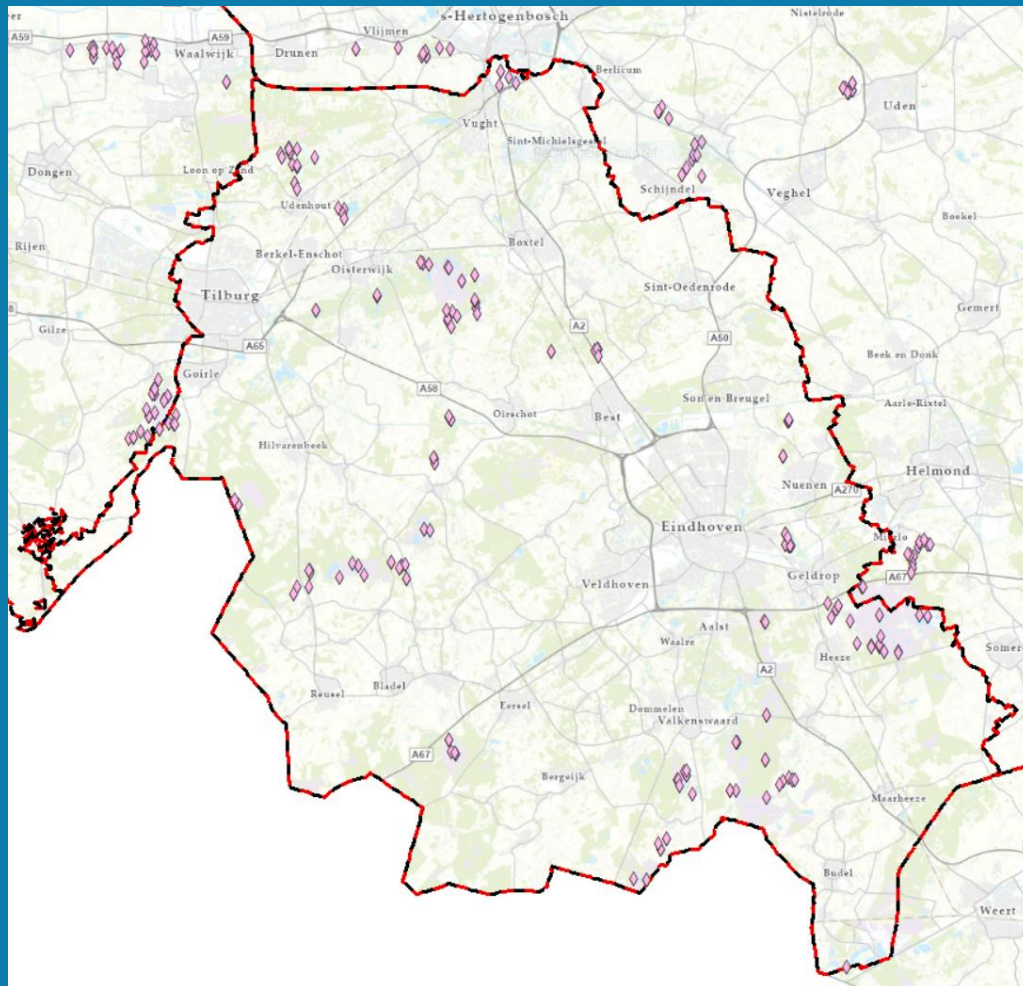 s-Hertogenbosch
Nistelrode
Vlijmen
A59
A59
Waalwijk
Drunen
Berlicum
Uden
Vught
Sint-Michielsgestel
Dongen
Loon op Zand
Schijndel
Veghel
Udenhout
Boekel
Rijen
Berkel-Enschot
Boxtel
Oisterwijk
Tilburg
Sint-Oedenrode
Gemert
Gilze
A2
A50
A65
Beek en Donk
Goirle
A58
Son en Breugel
Aarle-Rixtel
Oirschot
Best
Hilvarenbeek
Helmond
Nuenen
A270
Eindhoven
Mierlo
Veldhoven
Geldrop
A67
Aalst
Waalre
Heeze
Somer
A2
Reusel
Bladel
Eersel
Dommelen
Valkenswaard
A67
Bergeijk
Maarheeze
Budel
Weert